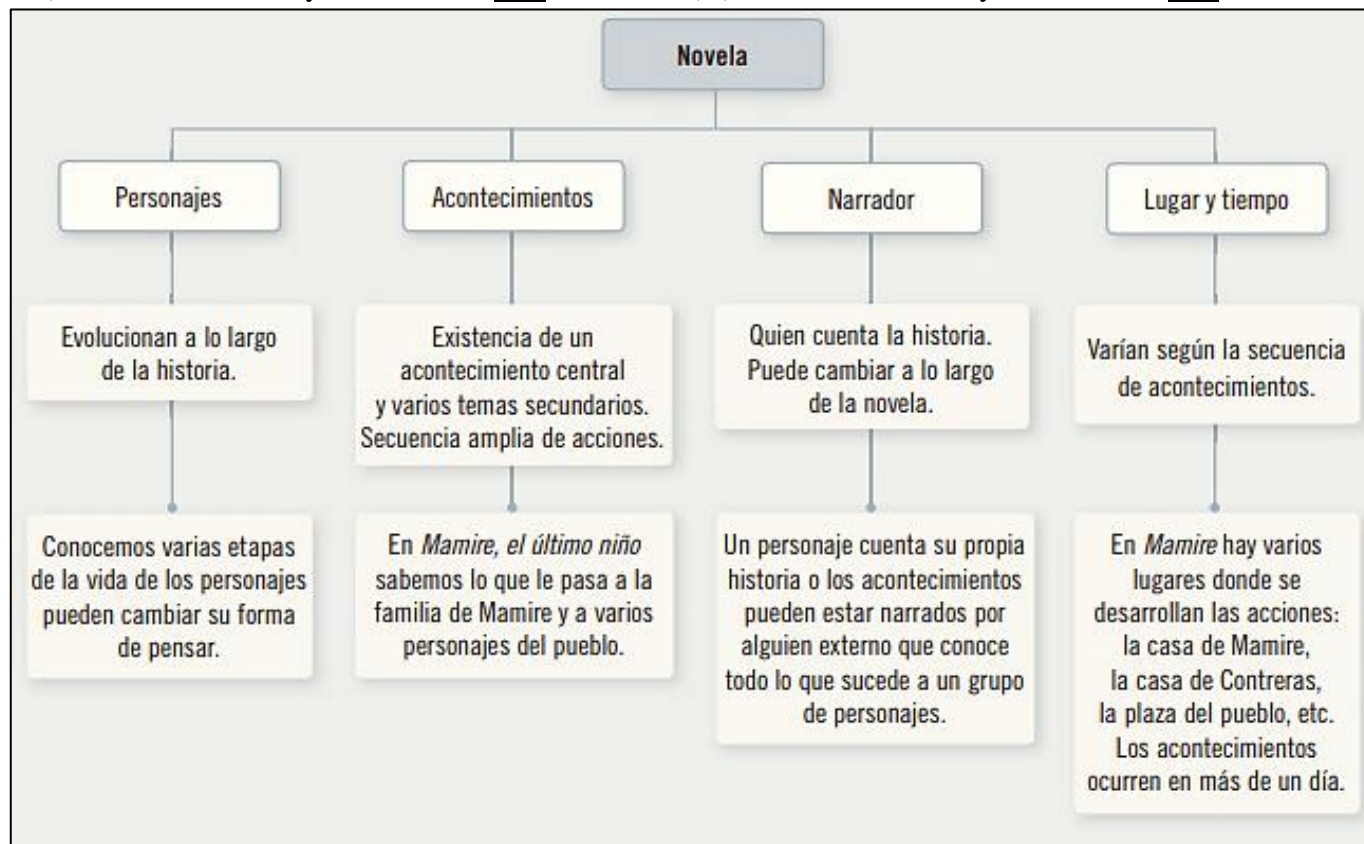 Novela
Personajes
Acontecimientos
Narrador
Lugar y tiempo
Evolucionan a lo largo
de la historia.
Existencia de un
acontecimiento central
y varios temas secundarios.
Secuencia amplia de acciones.
Quien cuenta la historia.
Puede cambiar a lo largo
de la novela.
Varían según la secuencia
de acontecimientos.
Conocemos varias etapas
de la vida de los personajes
pueden cambiar su forma
de pensar.
En Mamire, el último niño
sabemos lo que le pasa a la
familia de Mamire y a varios
personajes del pueblo.
Un personaje cuenta su propia
historia o los acontecimientos
pueden estar narrados por
alguien externo que conoce
todo lo que sucede a un grupo
de personajes.
En Mamire hay varios
lugares donde se
desarrollan las acciones:
la casa de Mamire,
la casa de Contreras,
la plaza del pueblo, etc.
Los acontecimientos
ocurren en más de un día.